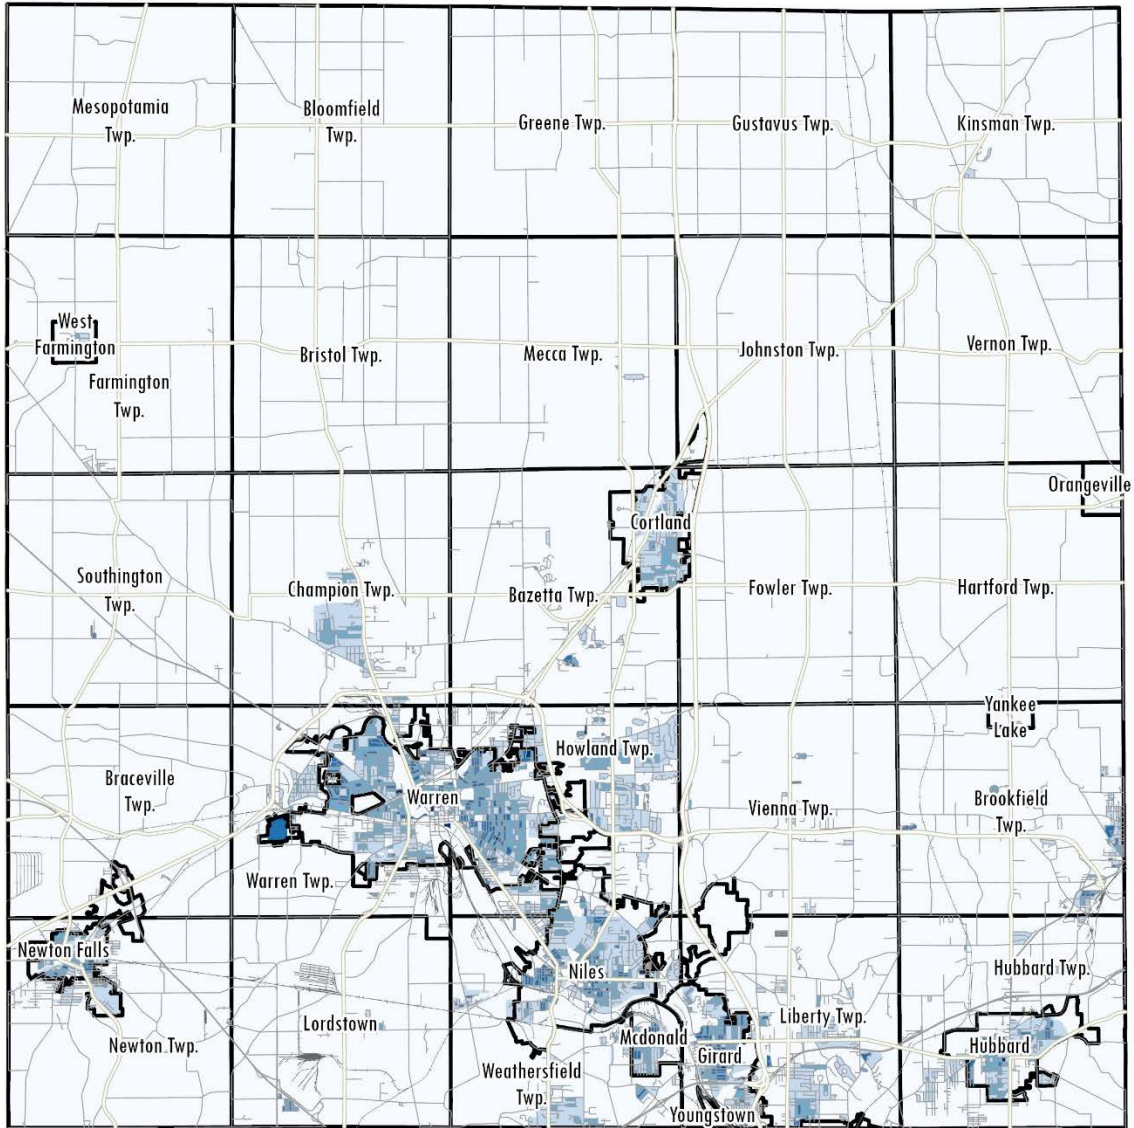 Mesopotamia
Twp.
Bloomfield
Twp.
Greene Twp.
Gustavus Twp.
Kinsman Twp.
West
Farmington
Farmington
Twp.
Bristol Twp.
Mecca Twp.
Johnston Twp.
Vernon Twp.
Orangeville
Cortland
Southington
Twp.
Champion Twp.
Bazetta Twp.
Fowler Twp.
Hartford Twp.
Yankee
Lake
Howland Twp.
Braceville
Twp.
Warren
Vienna Twp.
Brookfield
Twp.
Warren Twp.
Newton Falls
Niles
Hubbard Twp.
Lordstown
Liberty Twp.
Newton Twp.
Mcdonald
Girard
Hubbard
Weathersfield
Twp.
Youngstown